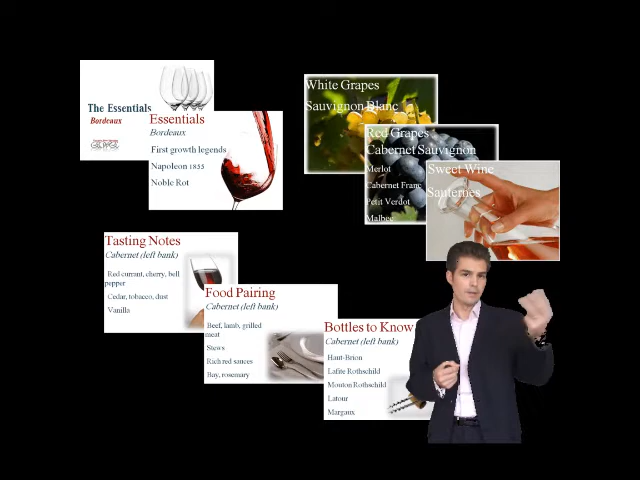 The Essentials
Bordeaux
Essentials
Bordeaux
First growth legends
Napoleon 1855
Noble Rot
White Grapes
Sauvignon Blanc
Red Grapes
Cabernet Sauvignon
Merlot
Cabernet Franc
Petit Verdot
Malbec
Sweet Wine
Sauternes
Tasting Notes
Cabernet (left bank)
Red currant, cherry, bell
pepper
Cedar, tobacco, dust
Vanilla
Food Pairing
Cabernet (left bank)
Beef, lamb, grilled
meat
Stews
Rich red sauces
Bay, rosemary
Bottles to Know
Cabernet (left bank)
Haut-Brion
Lafite Rothschild
Mouton Rothschild
Latour
Margaux